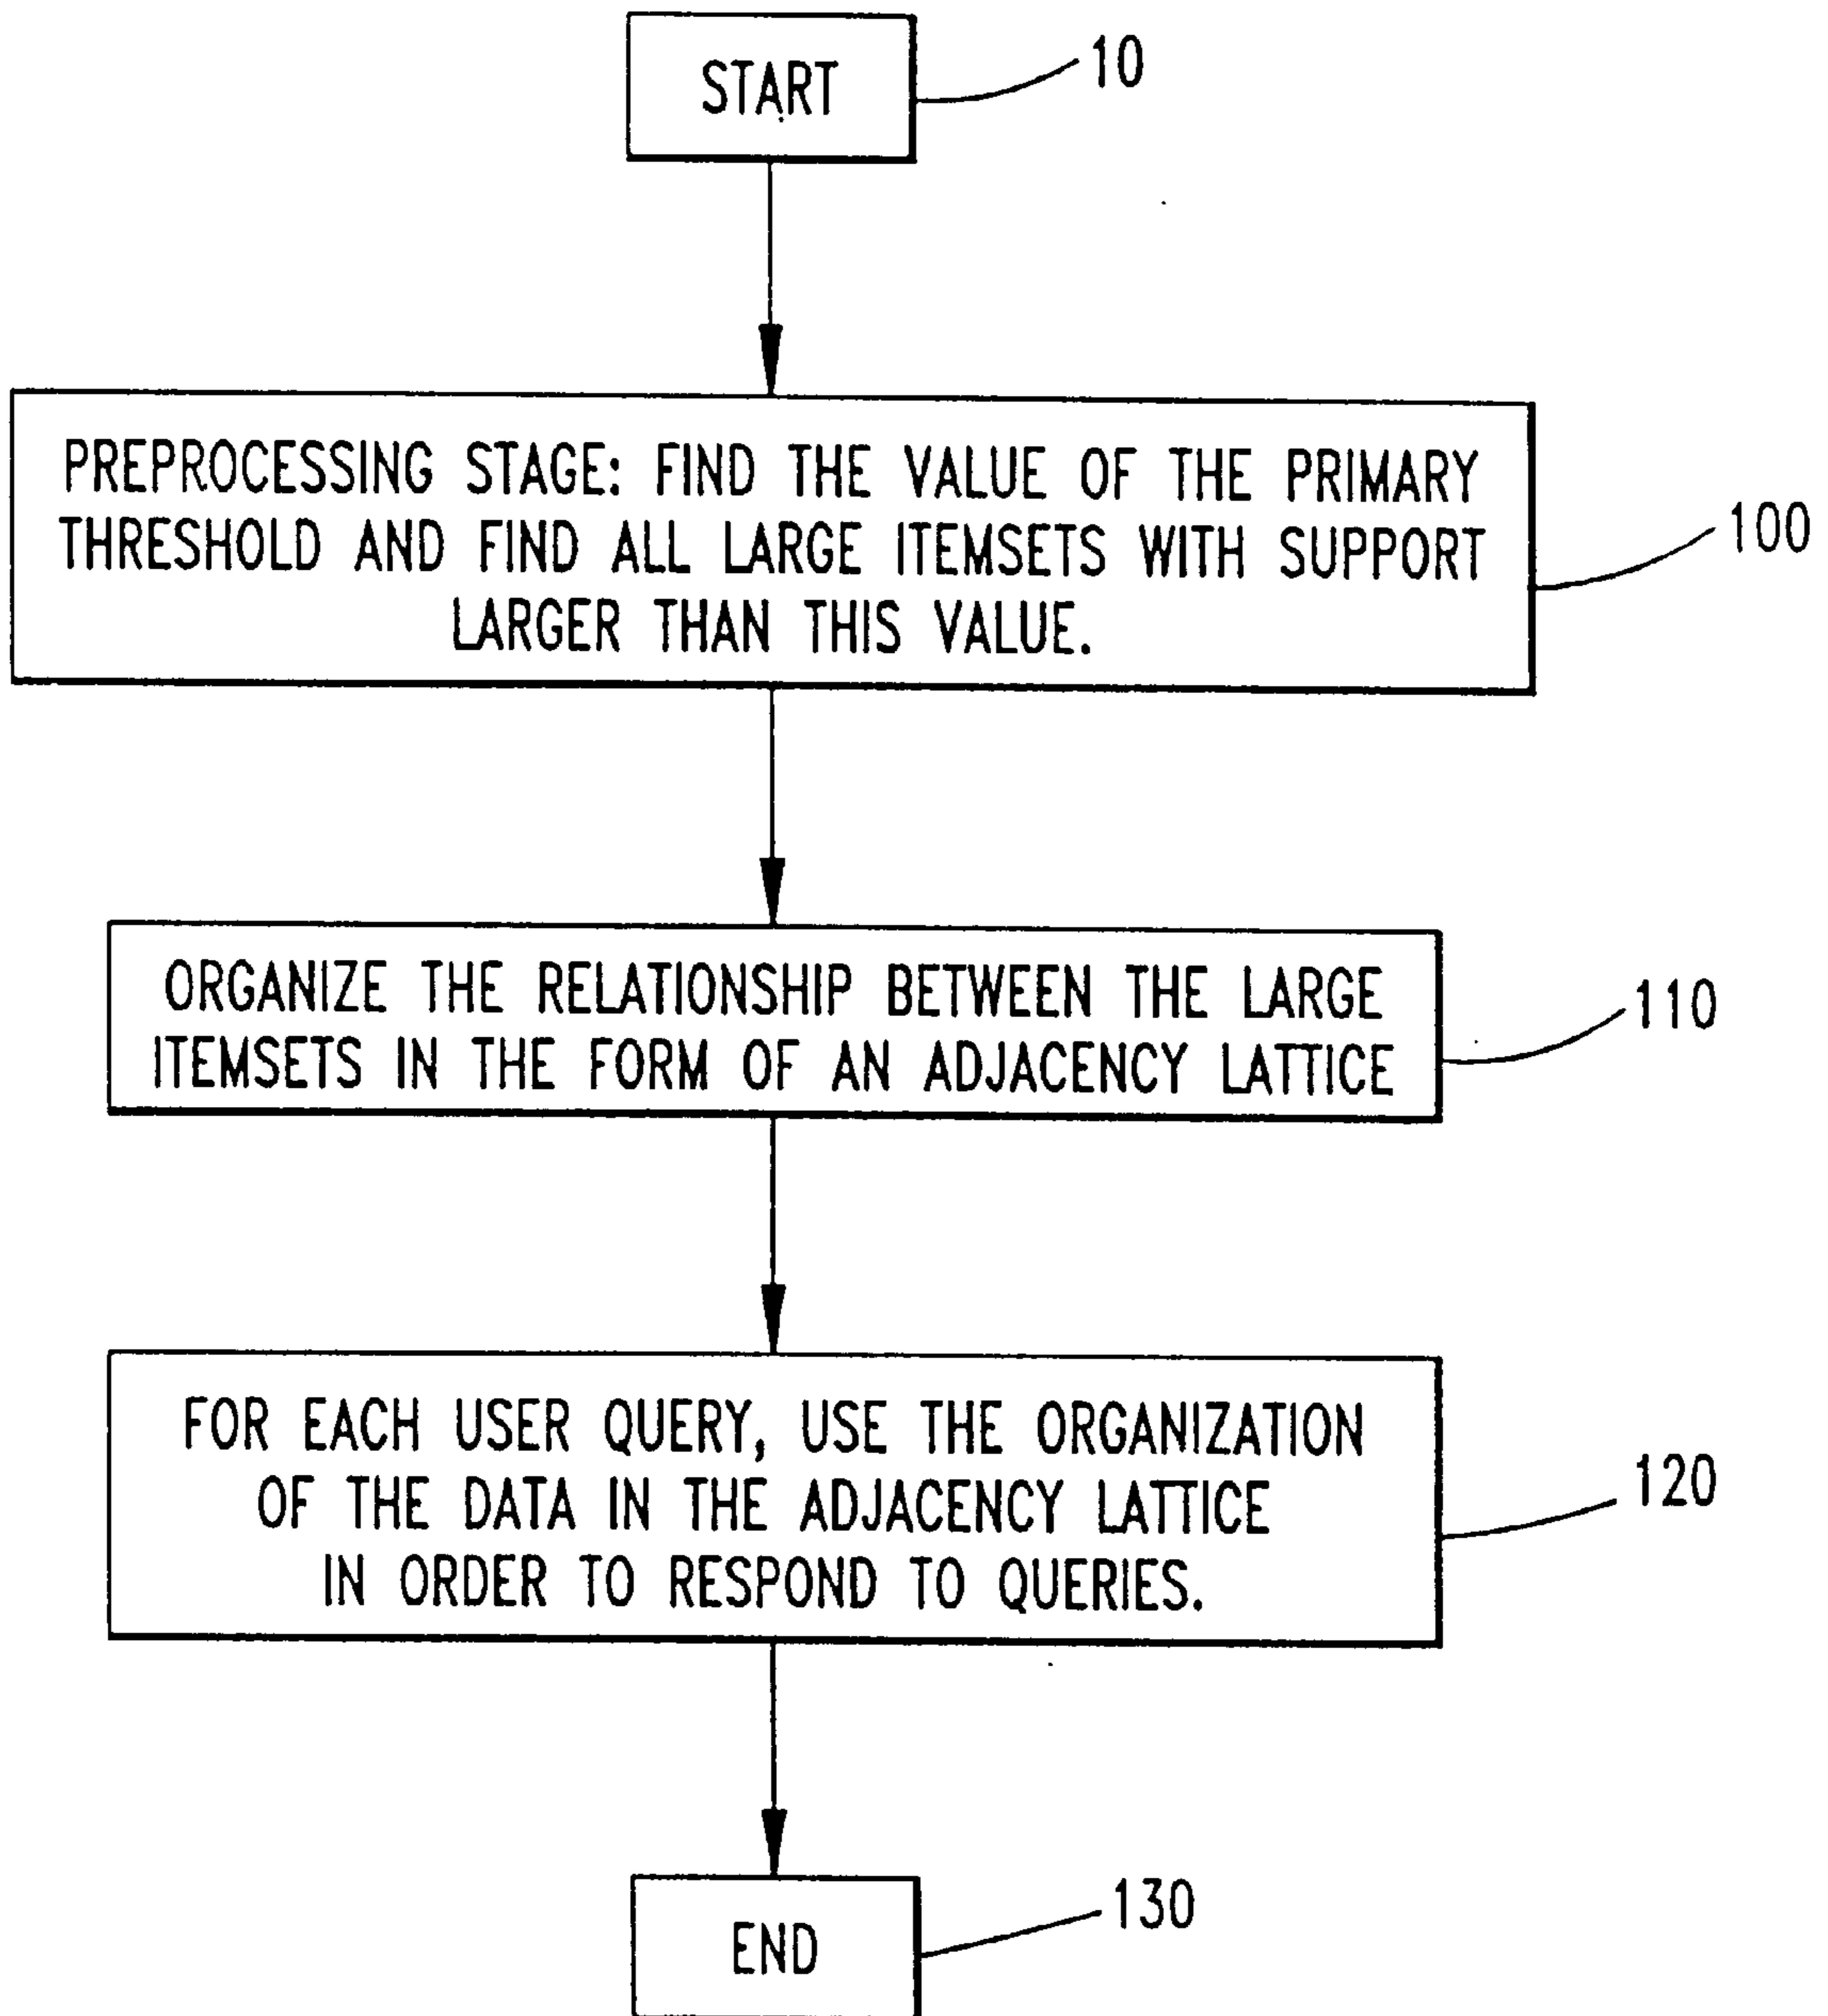 START
10
PREPROCESSING STAGE: FIND THE VALUE OF THE PRIMARY
THRESHOLD AND FIND ALL LARGE ITEMSETS WITH SUPPORT
LARGER THAN THIS VALUE.
100
ORGANIZE THE RELATIONSHIP BETWEEN THE LARGE
ITEMSETS IN THE FORM OF AN ADJACENCY LATTICE
110
FOR EACH USER QUERY, USE THE ORGANIZATION
OF THE DATA IN THE ADJACENCY LATTICE
IN ORDER TO RESPOND TO QUERIES.
120
END
130